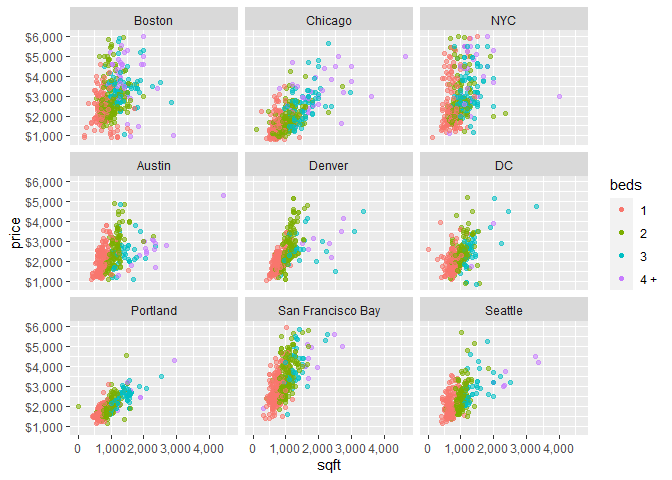 Boston
Chicago
NYC
$6,000
$5,000
$4,000
$3,000
$2,000
$1,000
Austin
Denver
DC
$6,000
$5,000
$4,000
$3,000
$2,000
$1,000
price
beds
1
2
3
4 +
Portland
San Francisco Bay
Seattle
$6,000
$5,000
$4,000
$3,000
$2,000
$1,000
0 1,000 2,000 3,000 4,000 0 1,000 2,000 3,000 4,000 0 1,000 2,000 3,000 4,000
sqft